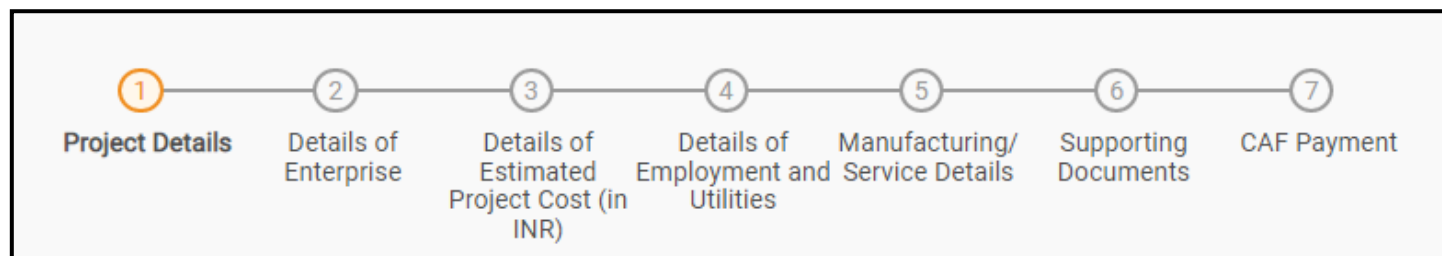 1 2 3 4 5 6 7
Project Details
Details of
Enterprise
Details of
Estimated
Project Cost (in
INR)
Details of
Employment and
Utilities
Manufacturing/
Service Details
Supporting
Documents
CAF Payment